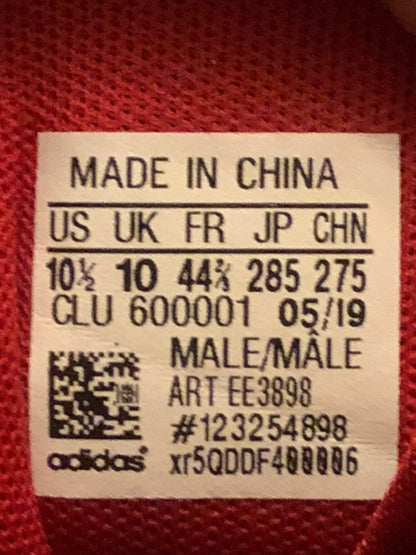 MADE IN CHINA
US UK FR JP CHN
10½ 10 44⅔ 285 275
CLU 600001 05/19
MALE/MÂLE
ART EE3898
#123254898
adidas xr5QDDF400006